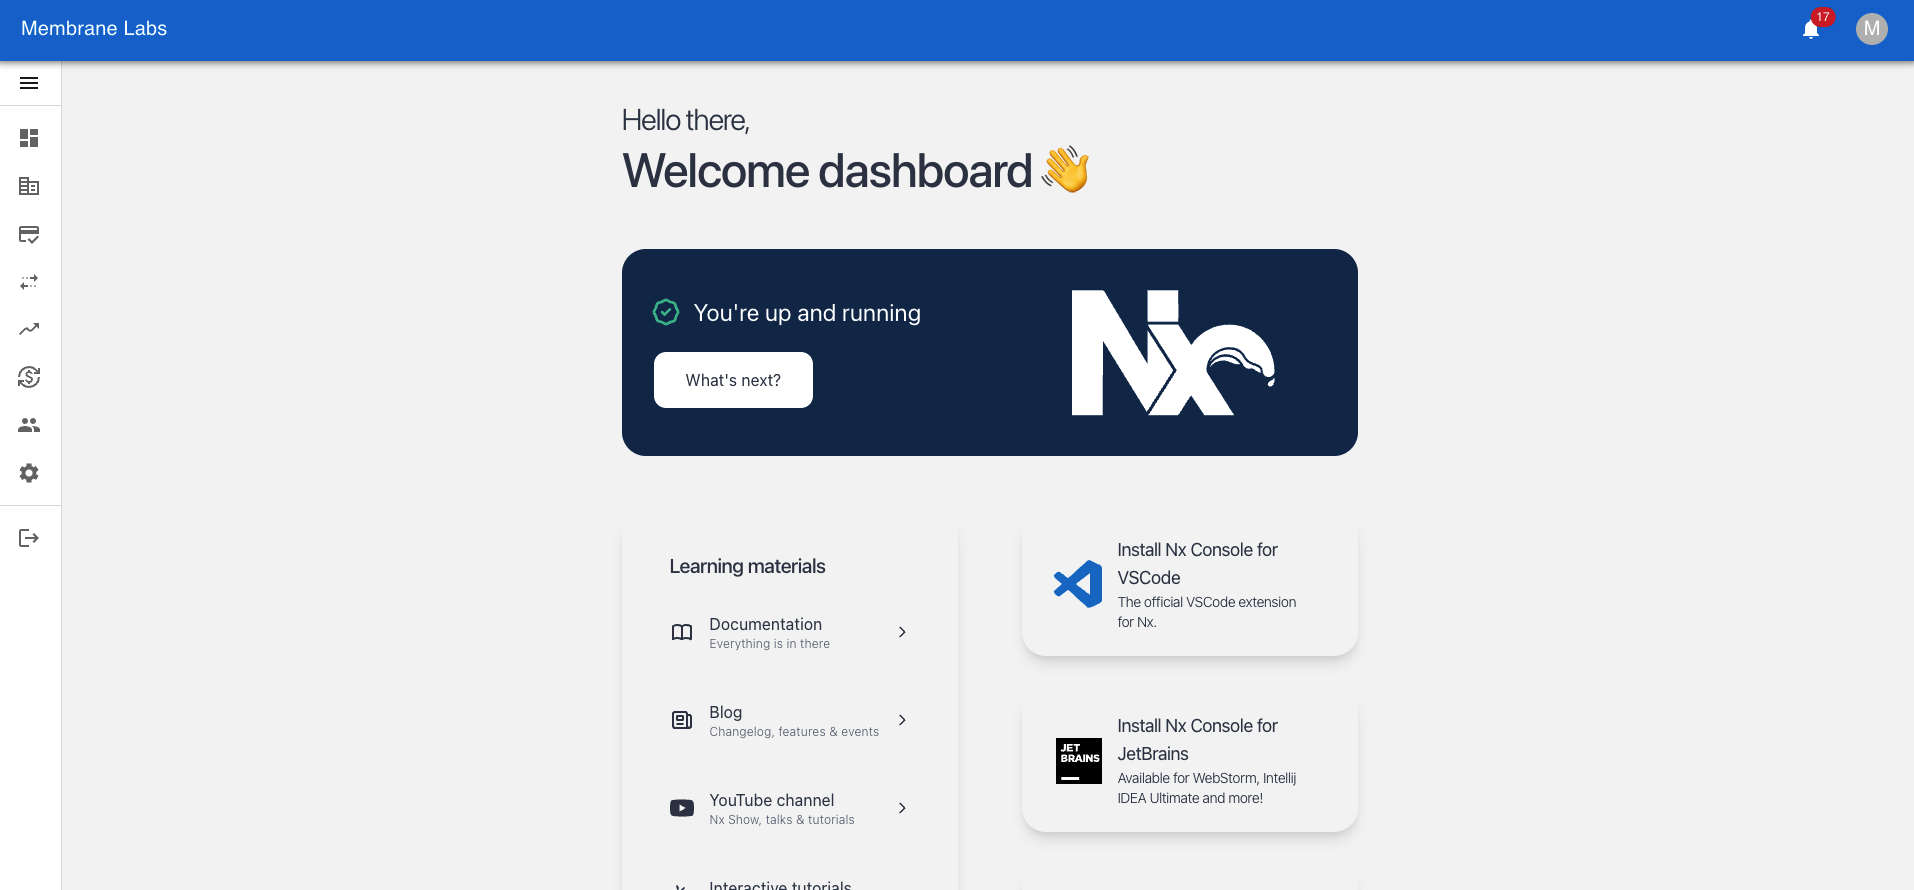 Membrane Labs
17
M
Hello there,
Welcome dashboard 👋
You're up and running
What's next?
Nx
Learning materials
Documentation
Everything is in there
Blog
Changelog, features & events
YouTube channel
Nx Show, talks & tutorials
Interactive tutorials
Install Nx Console for
VSCode
The official VSCode extension
for Nx.
JET
BRAINS
Install Nx Console for
JetBrains
Available for WebStorm, Intellij
IDEA Ultimate and more!